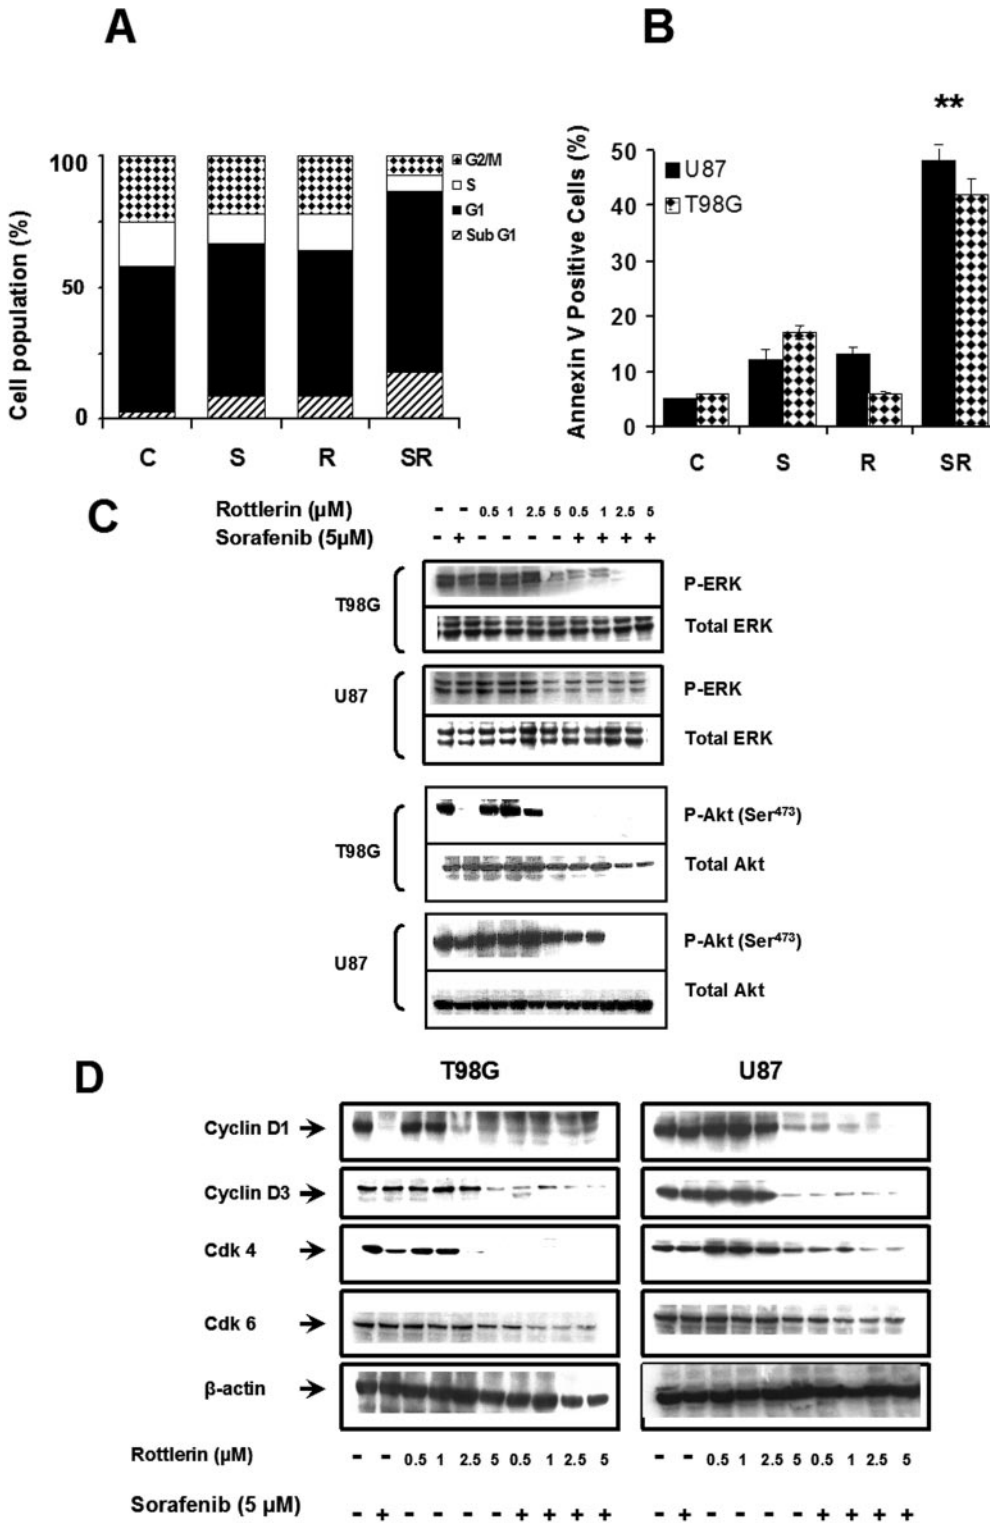 A
B
100
50
0
Cell population (%)
G2/M
S
G1
Sub G1
C S R SR
**
50
40
30
20
10
0
Annexin V Positive Cells (%)
U87
T98G
C S R SR
C
Rottlerin (µM) - - 0.5 1 2.5 5 0.5 1 2.5 5
Sorafenib (5µM) - + - - - - + + + +
T98G
P-ERK
Total ERK
U87
P-ERK
Total ERK
T98G
P-Akt (Ser473)
Total Akt
U87
P-Akt (Ser473)
Total Akt
D
T98G U87
Cyclin D1
Cyclin D3
Cdk 4
Cdk 6
β-actin
Rottlerin (µM) - - 0.5 1 2.5 5 0.5 1 2.5 5 - - 0.5 1 2.5 5 0.5 1 2.5 5
Sorafenib (5 µM) - + - - - - + + + + - + - - - - + + + +